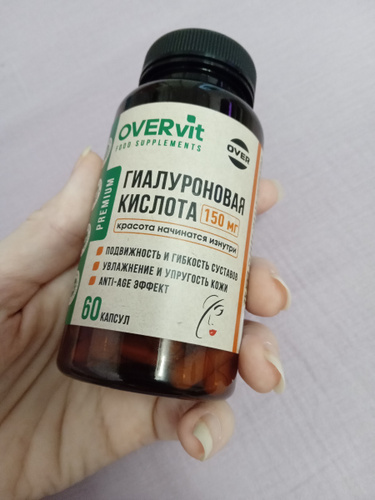 OVERvit
FOOD SUPPLEMENTS
OVER
PREMIUM
ГИАЛУРОНОВАЯ
КИСЛОТА 150 МГ
красота начинается изнутри
ПОДВИЖНОСТЬ И ГИБКОСТЬ СУСТАВОВ
УВЛАЖНЕНИЕ И УПРУГОСТЬ КОЖИ
ANTI-AGE ЭФФЕКТ
60 КАПСУЛ